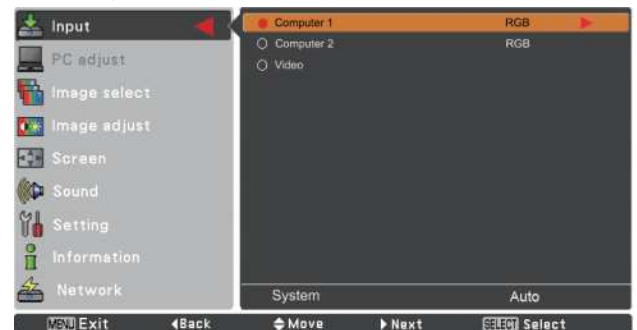 Input
PC adjust
Image select
Image adjust
Screen
Sound
Setting
Information
Network
Computer 1 RGB
Computer 2 RGB
Video
System Auto
MENU Exit Back Move Next SELECT Select